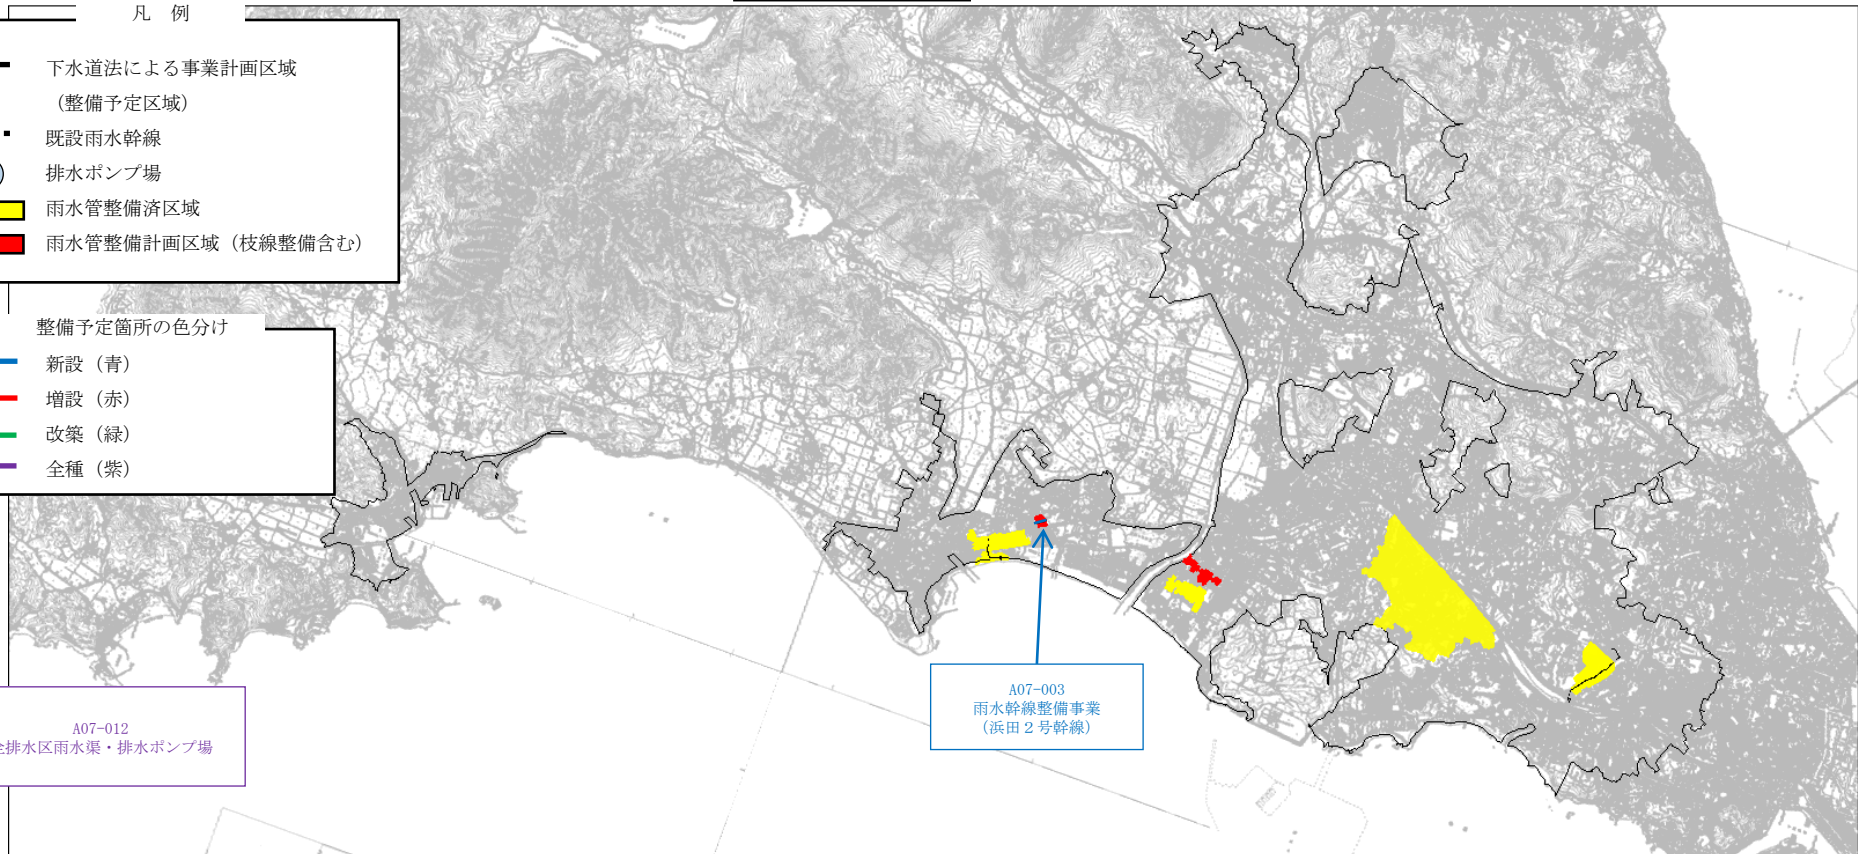 凡 例
下水道法による事業計画区域
（整備予定区域）
既設雨水幹線
排水ポンプ場
雨水管整備済区域
雨水管整備計画区域（枝線整備含む）
整備予定箇所の色分け
新設（青）
増設（赤）
改築（緑）
全種（紫）
A07-012
全排水区雨水渠・排水ポンプ場
A07-003
雨水幹線整備事業
（浜田２号幹線）